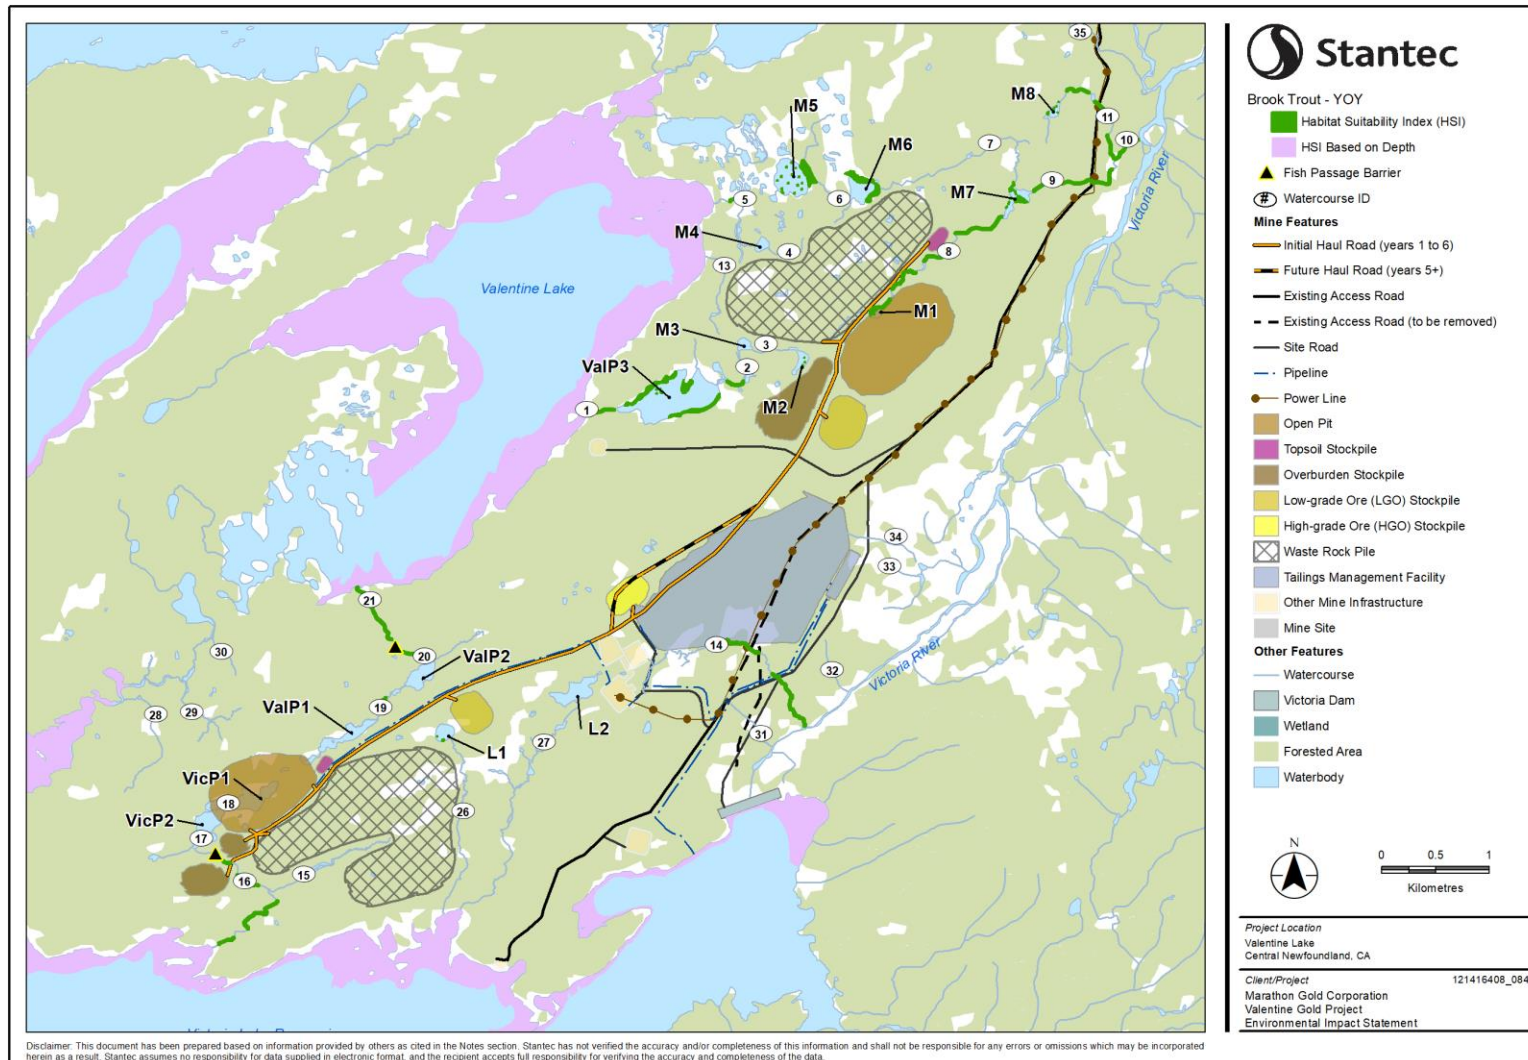 35
M8
M5
11
10
7
M6
9
M7
5
6
Victoria River
M4
4
8
13
Valentine Lake
M1
M3
3
ValP3
2
1
M2
34
33
21
14
20
ValP2
30
32
Victoria River
19
28
29
ValP1
31
27
L2
L1
VicP1
18
26
VicP2
17
15
16
Stantec
Brook Trout - YOY
Habitat Suitability Index (HSI)
HSI Based on Depth
Fish Passage Barrier
# Watercourse ID
Mine Features
Initial Haul Road (years 1 to 6)
Future Haul Road (years 5+)
Existing Access Road
Existing Access Road (to be removed)
Site Road
Pipeline
Power Line
Open Pit
Topsoil Stockpile
Overburden Stockpile
Low-grade Ore (LGO) Stockpile
High-grade Ore (HGO) Stockpile
Waste Rock Pile
Tailings Management Facility
Other Mine Infrastructure
Mine Site
Other Features
Watercourse
Victoria Dam
Wetland
Forested Area
Waterbody
N
0 0.5 1
Kilometres
Project Location
Valentine Lake
Central Newfoundland, CA
Client/Project 121416408_084
Marathon Gold Corporation
Valentine Gold Project
Environmental Impact Statement
Disclaimer: This document has been prepared based on information provided by others as cited in the Notes section. Stantec has not verified the accuracy and/or completeness of this information and shall not be responsible for any errors or omissions which may be incorporated
herein as a result. Stantec assumes no responsibility for data supplied in electronic format, and the recipient accepts full responsibility for verifying the accuracy and completeness of the data.